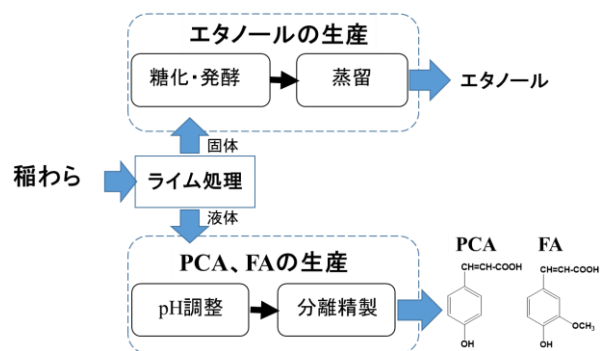 エタノールの生産
糖化・発酵
蒸留
エタノール
固体
稲わら
ライム処理
液体
PCA、FAの生産
pH調整
分離精製
PCA
FA
CH=CHP-COOH
CH=CHP-COOH
OCH₃
OH
OH